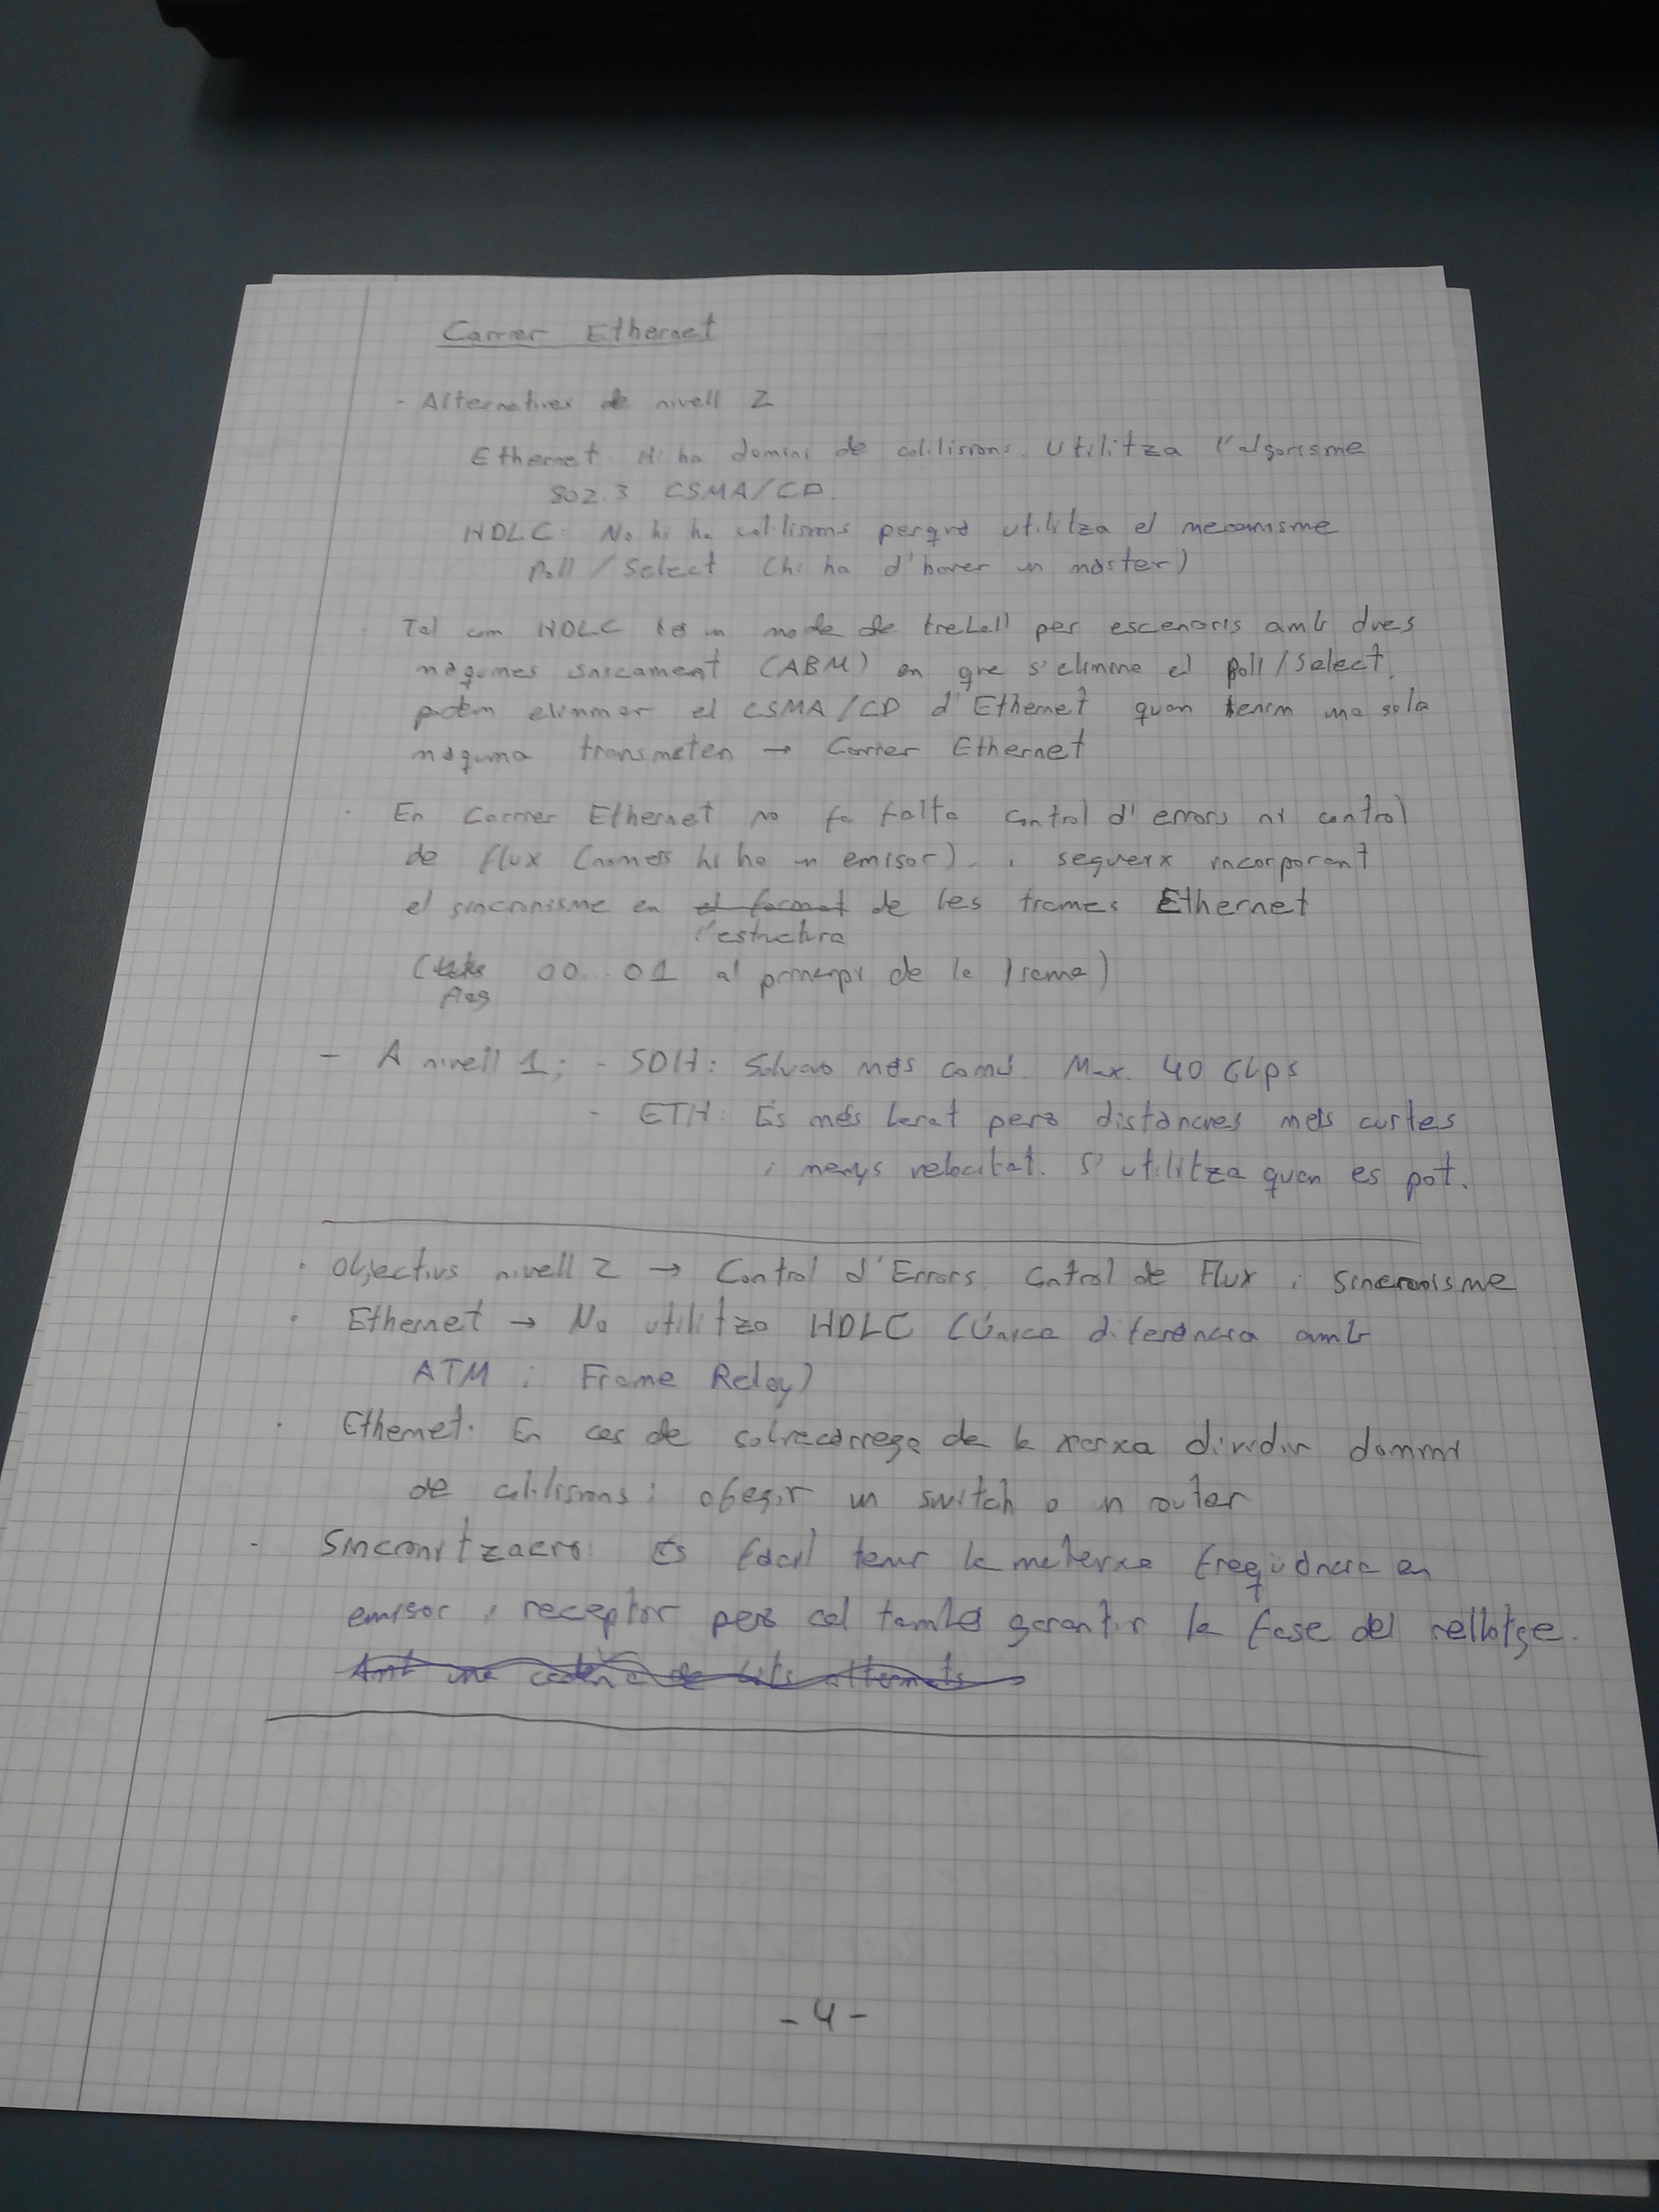 Carrier Ethernet
- Alternatives de nivell 2
Ethernet: Hi ha domini de col·lisions. Utilitza l'algorisme
802.3 CSMA/CD.
HDLC: No hi ha col·lisions perquè utilitza el mecanisme
Poll/Select (hi ha d'haver un màster)
· Tal com HDLC té un mode de treball per escenaris amb dues
màquines únicament (ABM) en que s'elimina el Poll/Select,
podem eliminar el CSMA/CD d'Ethernet quan tenim una sola
màquina transmeten → Carrier Ethernet
· En Carrier Ethernet no fa falta control d'errors ni control
de flux (només hi ha un emisor), i segueix incorporant
el sincronisme en el format de les trames Ethernet
l'estructura
( 00...01 al principi de la trama)
flag
- A nivell 1: - SDH: Solució més comú. Max. 40 Gbps
- ETH: És més barat però distàncies més curtes
i menys velocitat. S'utilitza quan es pot.
· Objectius nivell 2 → Control d'Errors, Control de Flux i Sincronisme
· Ethernet → No utilitza HDLC (Única diferència amb
ATM i Frame Relay)
· Ethernet: En cas de sobrecàrrega de la xarxa dividir domini
de col·lisions i afegir un switch o un router
- Sincronització: És fàcil tenir la mateixa freqüència en
emisor i receptor però cal també garantir la fase del rellotge.
Amb una cadena de bits alternats
- 4 -